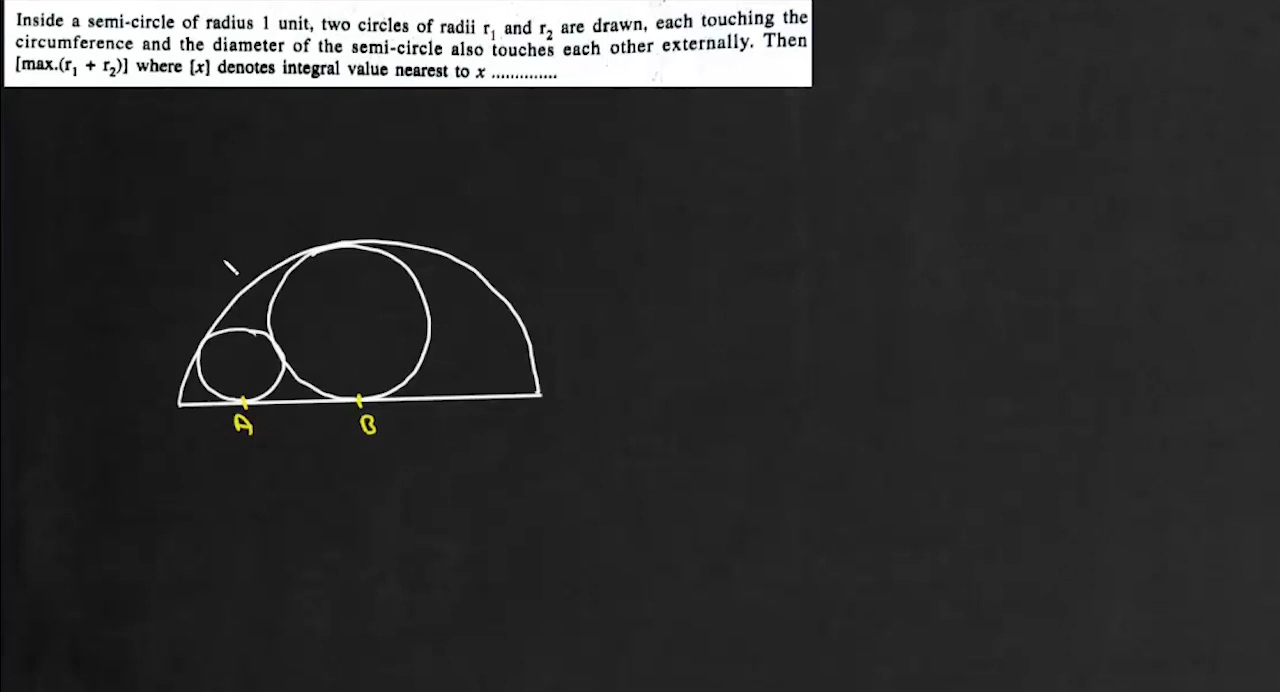 Inside a semi-circle of radius 1 unit, two circles of radii r₁ and r₂ are drawn, each touching the
circumference and the diameter of the semi-circle also touches each other externally. Then
[max.(r₁ + r₂)] where [x] denotes integral value nearest to x ..............
A B